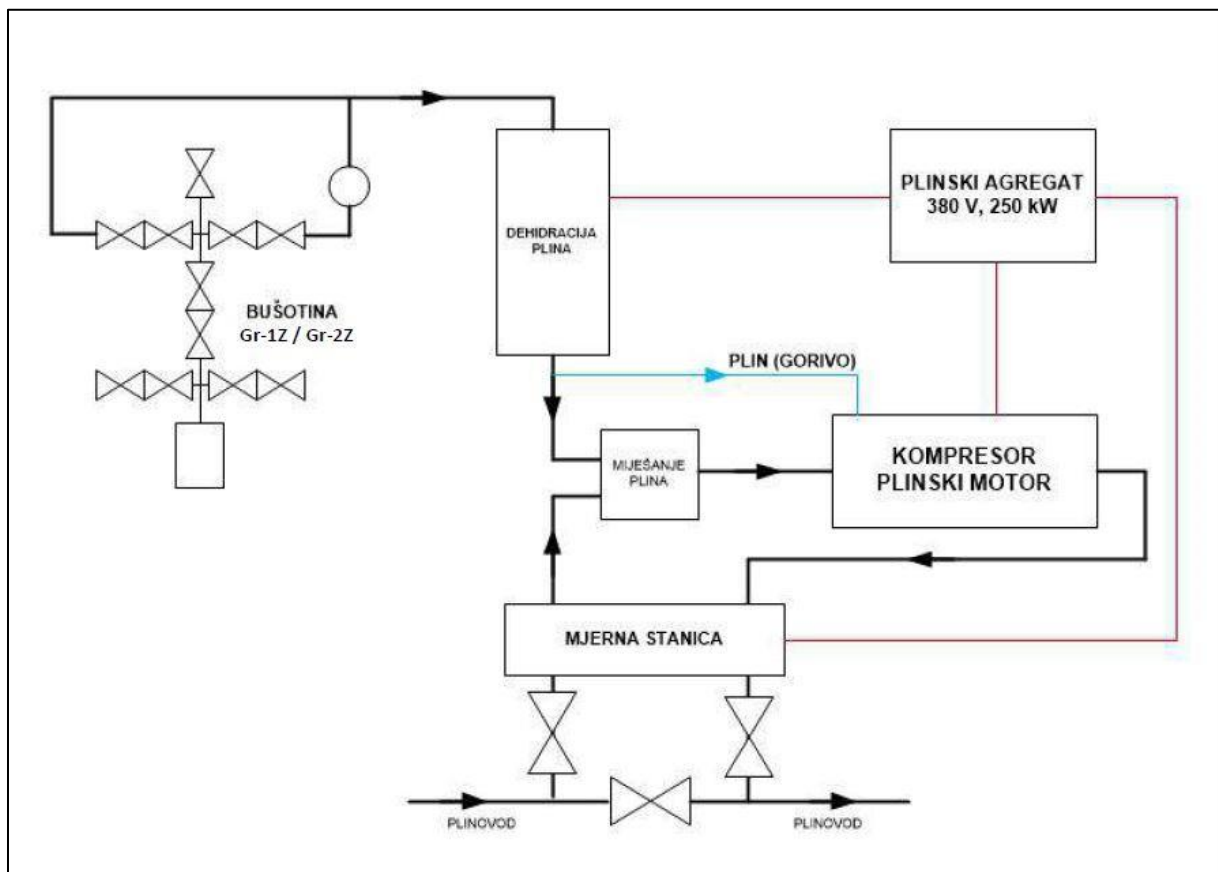 PLINSKI AGREGAT
380 V, 250 kW
DEHIDRACIJA
PLINA
BUŠOTINA
Gr-1Z / Gr-2Z
PLIN (GORIVO)
MIJEŠANJE
PLINA
KOMPRESOR
PLINSKI MOTOR
MJERNA STANICA
PLINOVOD
PLINOVOD